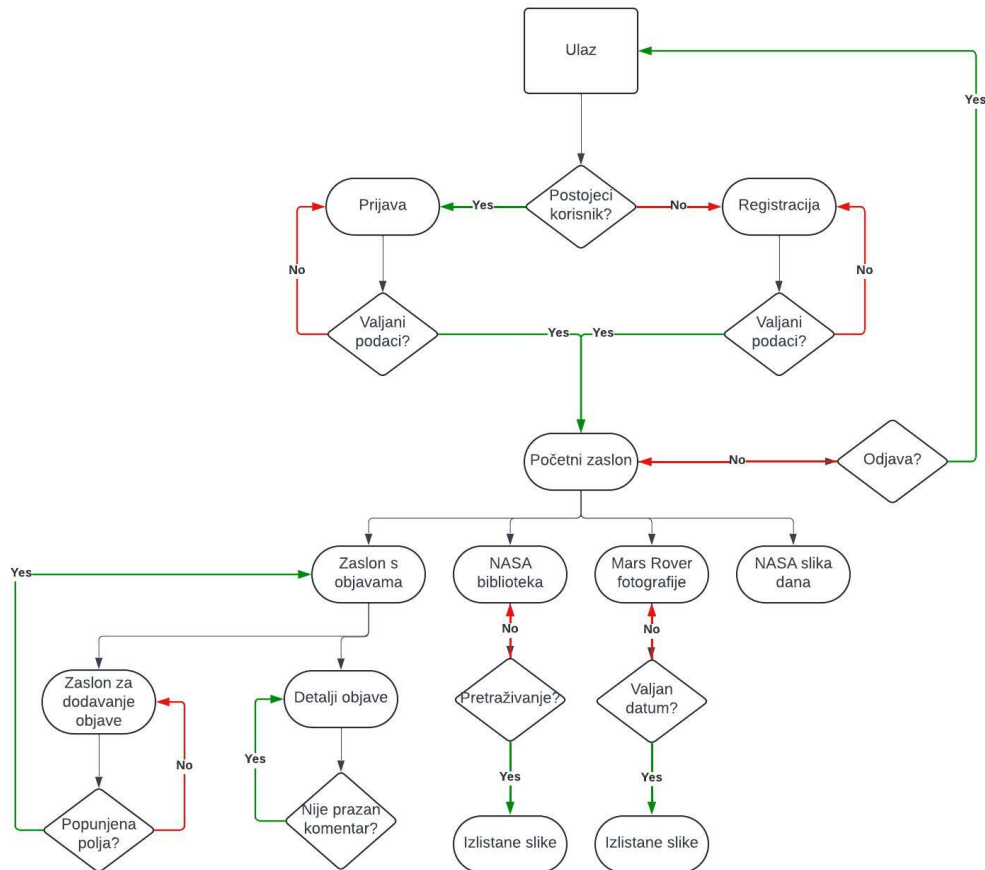 Ulaz
Yes
Postojeci
korisnik?
Prijava
Yes
No
Registracija
No
No
Valjani
podaci?
Yes
Yes
Valjani
podaci?
Početni zaslon
No
Odjava?
Zaslon s
objavama
NASA
biblioteka
Mars Rover
fotografije
NASA slika
dana
Yes
No
No
Zaslon za
dodavanje
objave
Detalji objave
Pretraživanje?
Valjan
datum?
Yes
No
Yes
Yes
Popunjena
polja?
Nije prazan
komentar?
Izlistane slike
Izlistane slike